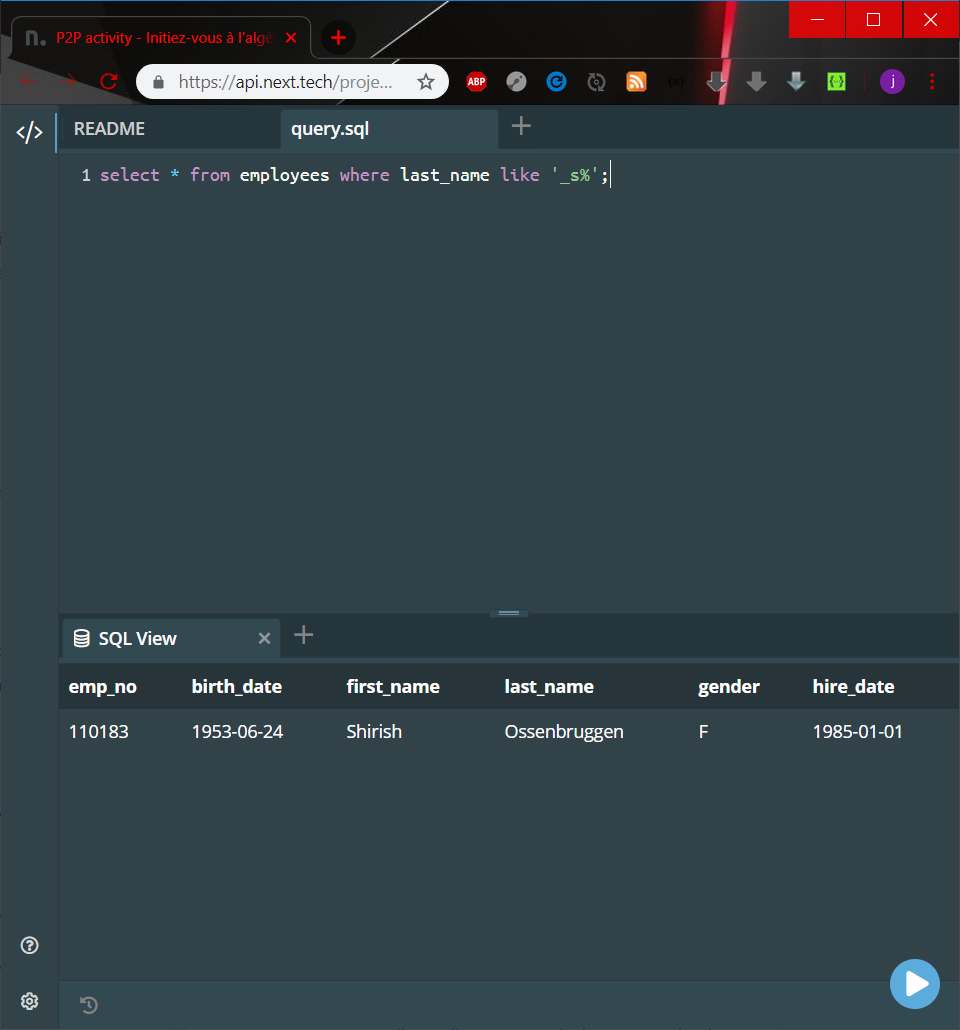 n. P2P activity - Initiez-vous à l'algè
https://api.next.tech/proje...
ABP
j
</>
README
query.sql
1 select * from employees where last_name like '_s%';
SQL View
emp_no birth_date first_name last_name gender hire_date
110183 1953-06-24 Shirish Ossenbruggen F 1985-01-01